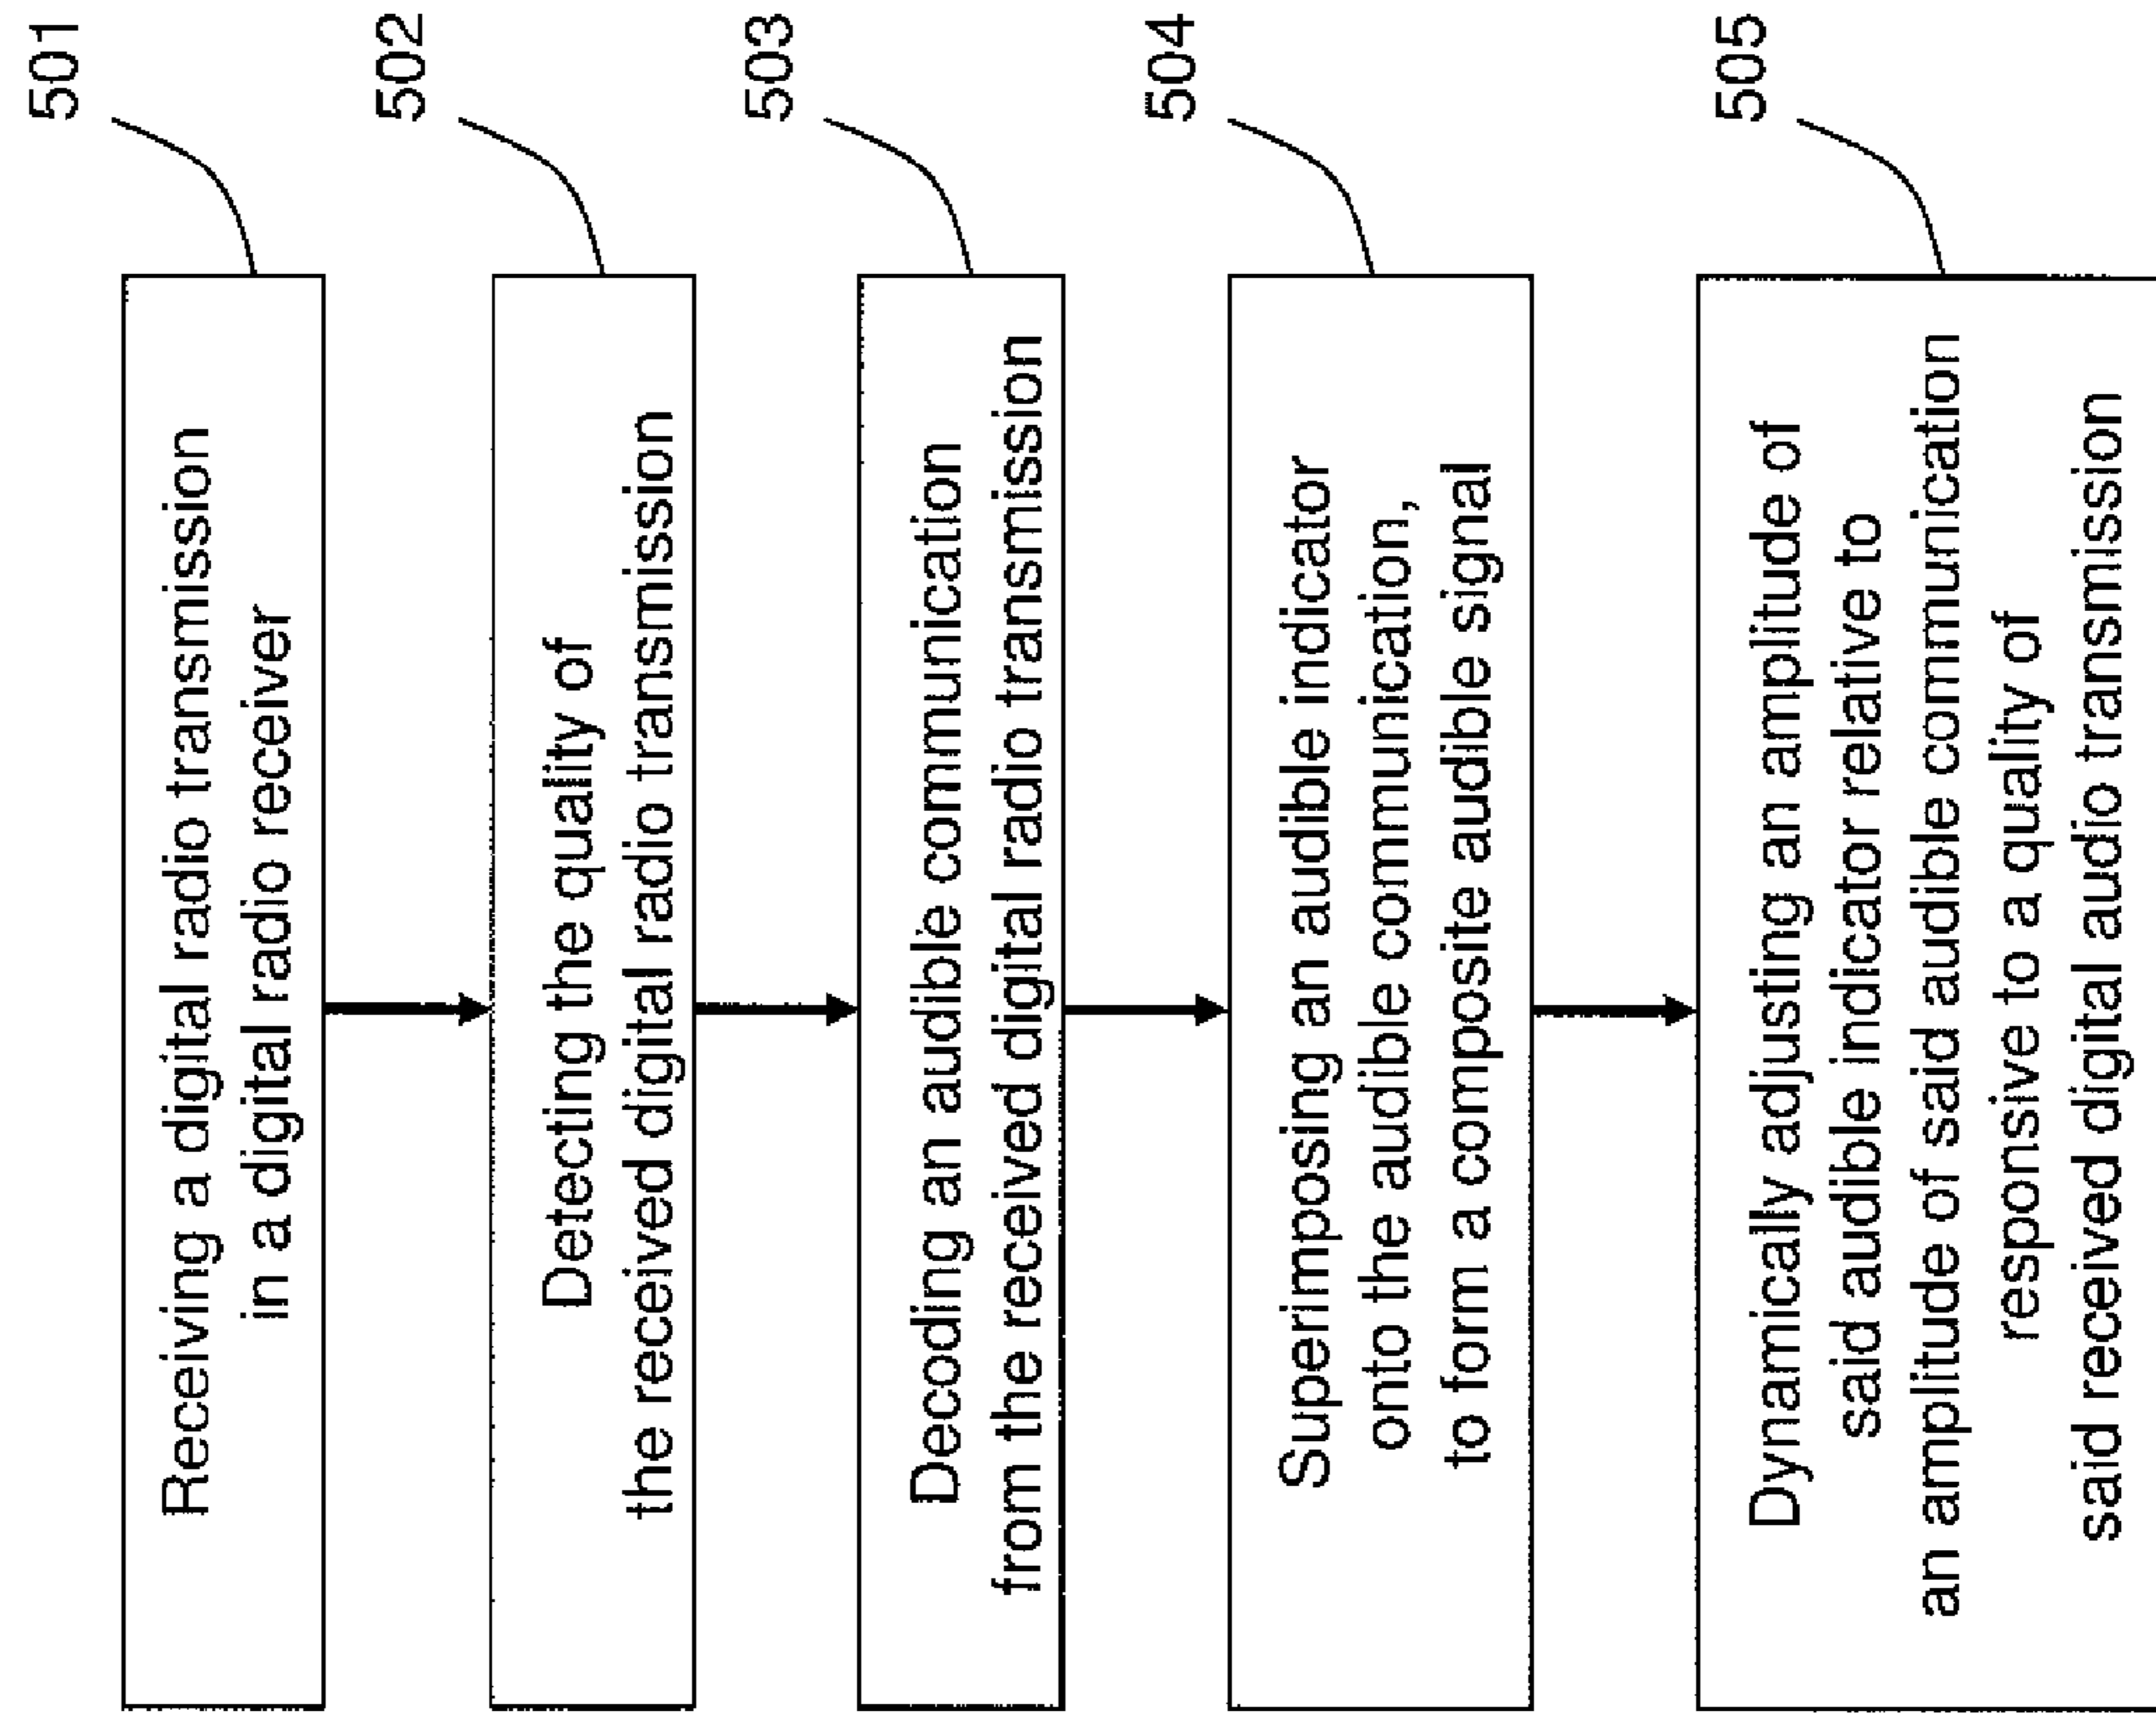 501
Receiving a digital radio transmission
in a digital radio receiver
502
Detecting the quality of
the received digital radio transmission
503
Decoding an audible communication
from the received digital radio transmission
504
Superimposing an audible indicator
onto the audible communication,
to form a composite audible signal
505
Dynamically adjusting an amplitude of
said audible indicator relative to
an amplitude of said audible communication
responsive to a quality of
said received digital audio transmission